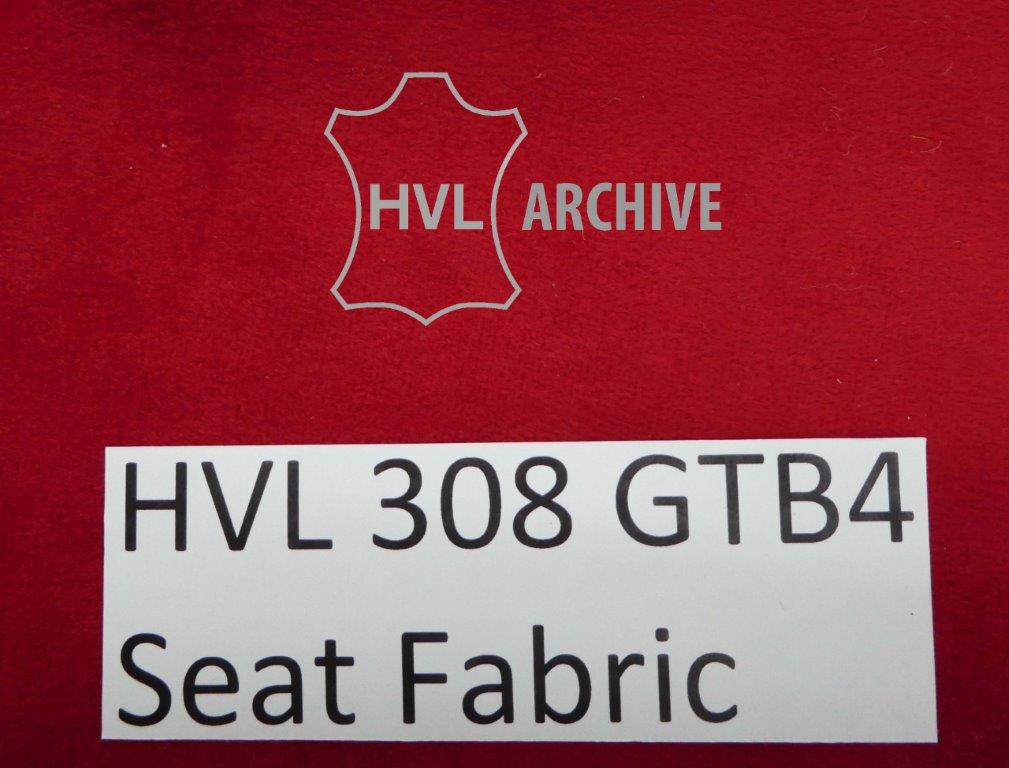 HVL ARCHIVE
HVL 308 GTB4
Seat Fabric